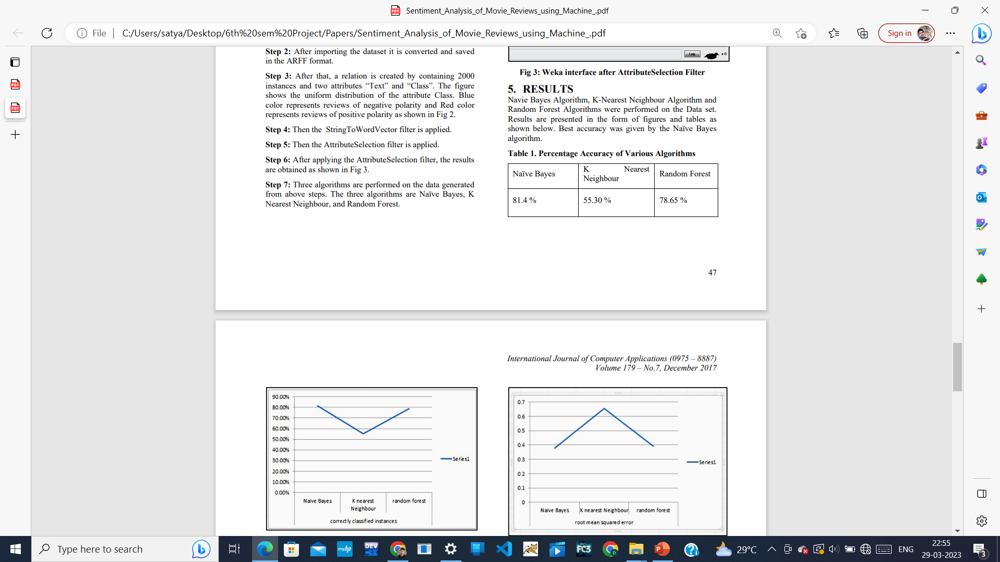 Sentiment_Analysis_of_Movie_Reviews_using_Machine_.pdf
File
C:/Users/satya/Desktop/6th%20sem%20Project/Papers/Sentiment_Analysis_of_Movie_Reviews_using_Machine_.pdf
Sign in
Step 2: After importing the dataset it is converted and saved
in the ARFF format.
Step 3: After that, a relation is created by containing 2000
instances and two attributes “Text” and “Class”. The figure
shows the uniform distribution of the attribute Class. Blue
color represents reviews of negative polarity and Red color
represents reviews of positive polarity as shown in Fig 2.
Step 4: Then the StringToWordVector filter is applied.
Step 5: Then the AttributeSelection filter is applied.
Step 6: After applying the AttributeSelection filter, the results
are obtained as shown in Fig 3.
Step 7: Three algorithms are performed on the data generated
from above steps. The three algorithms are Naïve Bayes, K
Nearest Neighbour, and Random Forest.
Log
x 0
Fig 3: Weka interface after AttributeSelection Filter
5. RESULTS
Navie Bayes Algorithm, K-Nearest Neighbour Algorithm and
Random Forest Algorithms were performed on the Data set.
Results are presented in the form of figures and tables as
shown below. Best accuracy was given by the Naïve Bayes
algorithm.
Table 1. Percentage Accuracy of Various Algorithms
Naïve Bayes
K Nearest
Neighbour
Random Forest
81.4 %
55.30 %
78.65 %
47
International Journal of Computer Applications (0975 – 8887)
Volume 179 – No.7, December 2017
90.00%
80.00%
70.00%
60.00%
50.00%
40.00%
30.00%
20.00%
10.00%
0.00%
Naïve Bayes
K nearest
Neighbour
random forest
correctly classified instances
Series1
0.7
0.6
0.5
0.4
0.3
0.2
0.1
0
Naïve Bayes
K nearest Neighbour
random forest
root mean squared error
Series1
Type here to search
myhp
DEV
C++
FC3
29°C
ENG
22:55
29-03-2023
3